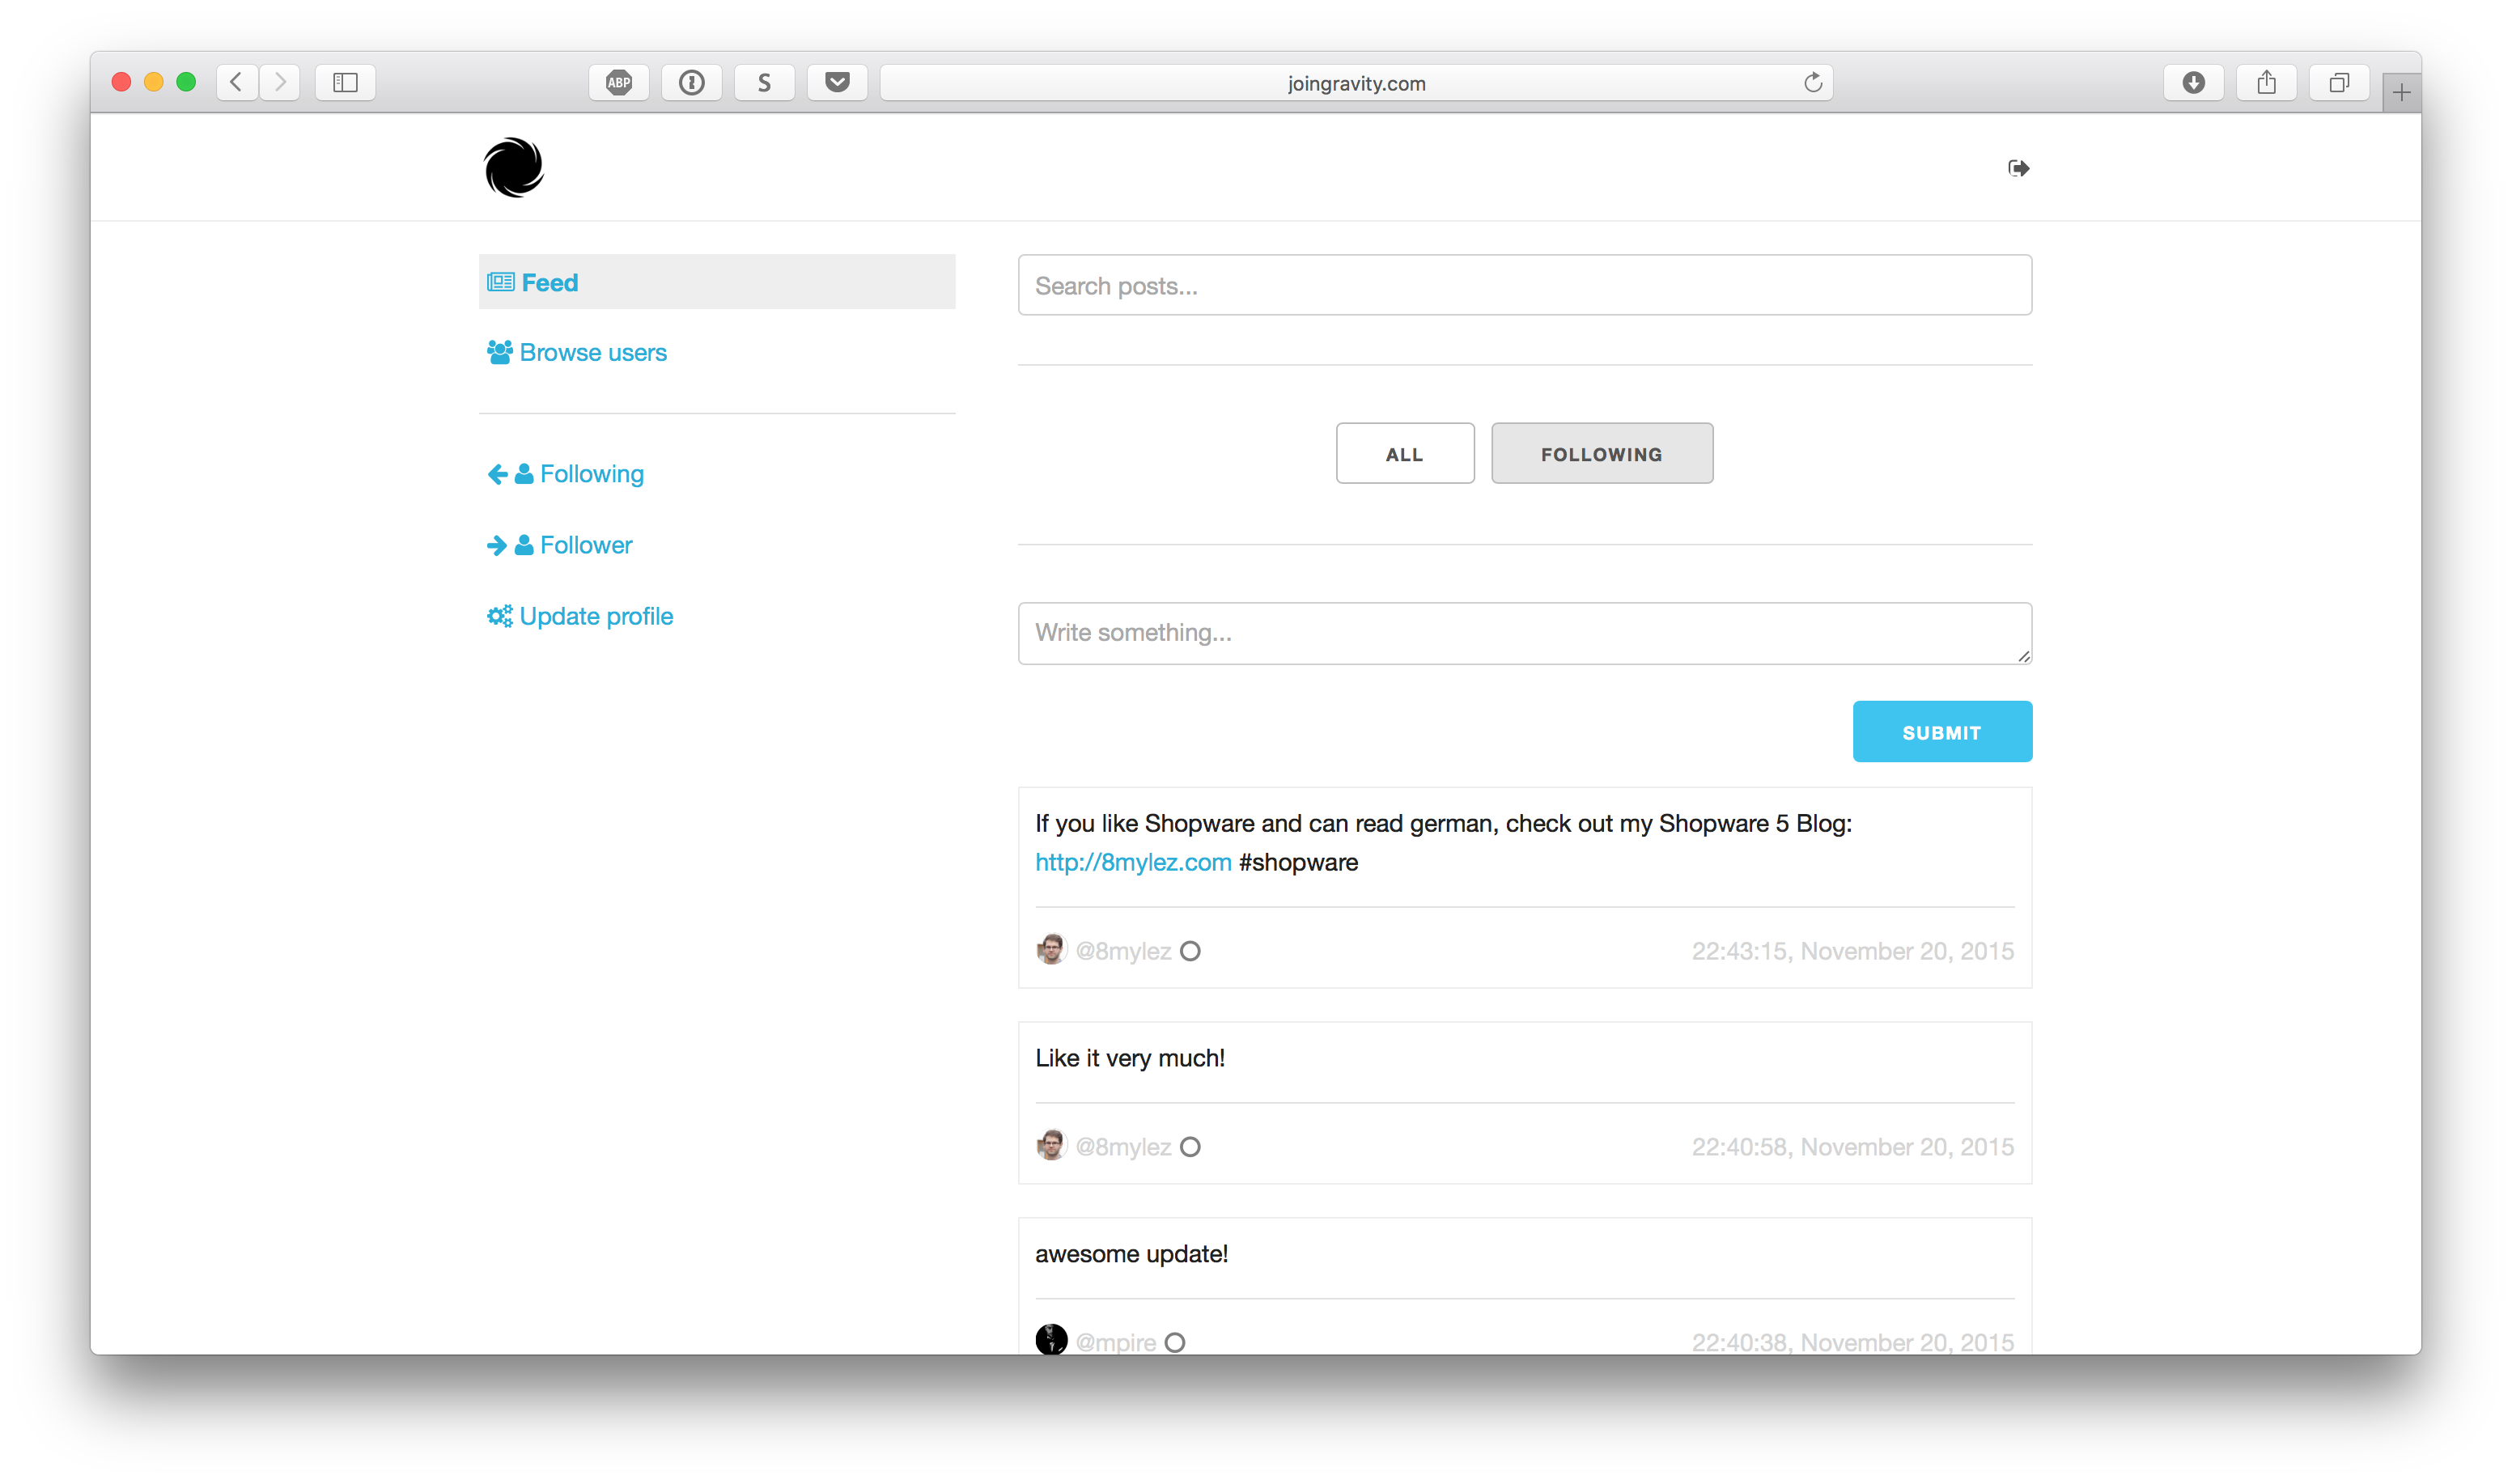 ABP
S
joingravity.com
Feed
Browse users
Following
Follower
Update profile
Search posts...
ALL
FOLLOWING
Write something...
SUBMIT
If you like Shopware and can read german, check out my Shopware 5 Blog:
http://8mylez.com #shopware
@8mylez
22:43:15, November 20, 2015
Like it very much!
@8mylez
22:40:58, November 20, 2015
awesome update!
@mpire
22:40:38, November 20, 2015